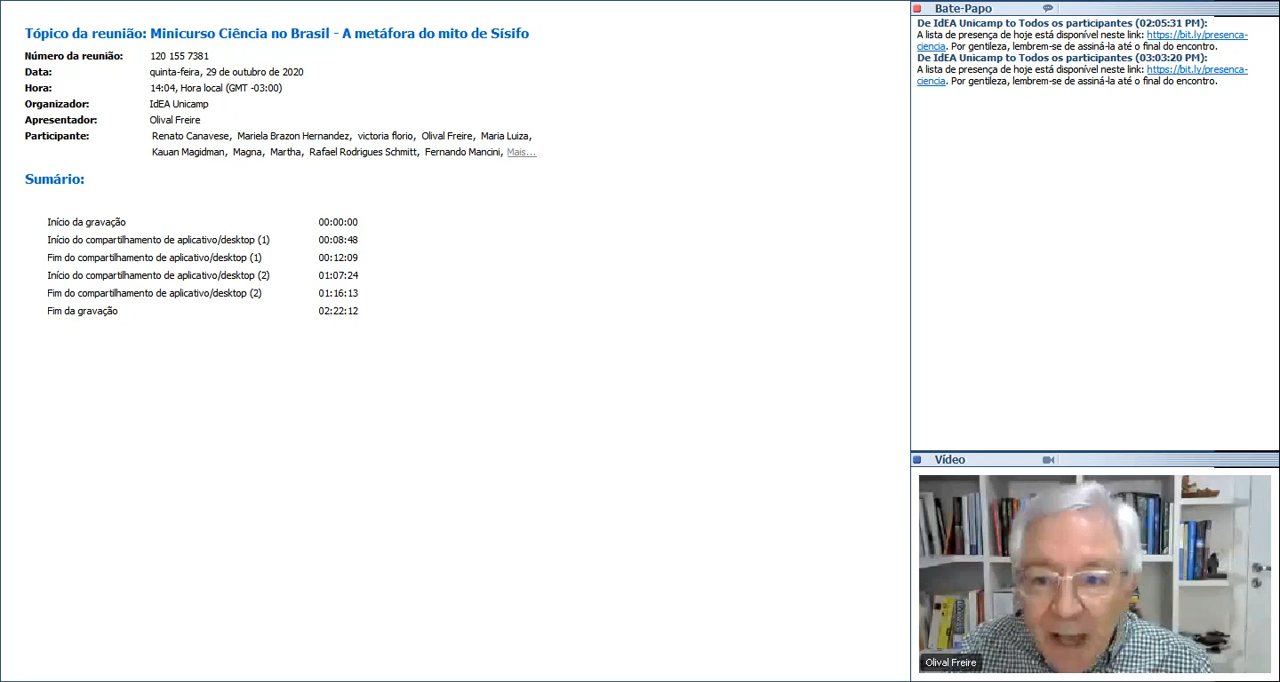 Tópico da reunião: Minicurso Ciência no Brasil - A metáfora do mito de Sísifo
Número da reunião: 120 155 7381
Data: quinta-feira, 29 de outubro de 2020
Hora: 14:04, Hora local (GMT -03:00)
Organizador: IdEA Unicamp
Apresentador: Olival Freire
Participante: Renato Canavese, Mariela Brazon Hernandez, victoria florio, Olival Freire, Maria Luiza,
Kauan Magidman, Magna, Martha, Rafael Rodrigues Schmitt, Fernando Mancini, Mais...
Sumário:
Início da gravação 00:00:00
Início do compartilhamento de aplicativo/desktop (1) 00:08:48
Fim do compartilhamento de aplicativo/desktop (1) 00:12:09
Início do compartilhamento de aplicativo/desktop (2) 01:07:24
Fim do compartilhamento de aplicativo/desktop (2) 01:16:13
Fim da gravação 02:22:12
Bate-Papo
De IdEA Unicamp to Todos os participantes (02:05:31 PM):
A lista de presença de hoje está disponível neste link: https://bit.ly/presenca-
ciencia. Por gentileza, lembrem-se de assiná-la até o final do encontro.
De IdEA Unicamp to Todos os participantes (03:03:20 PM):
A lista de presença de hoje está disponível neste link: https://bit.ly/presenca-
ciencia. Por gentileza, lembrem-se de assiná-la até o final do encontro.
Vídeo
Olival Freire